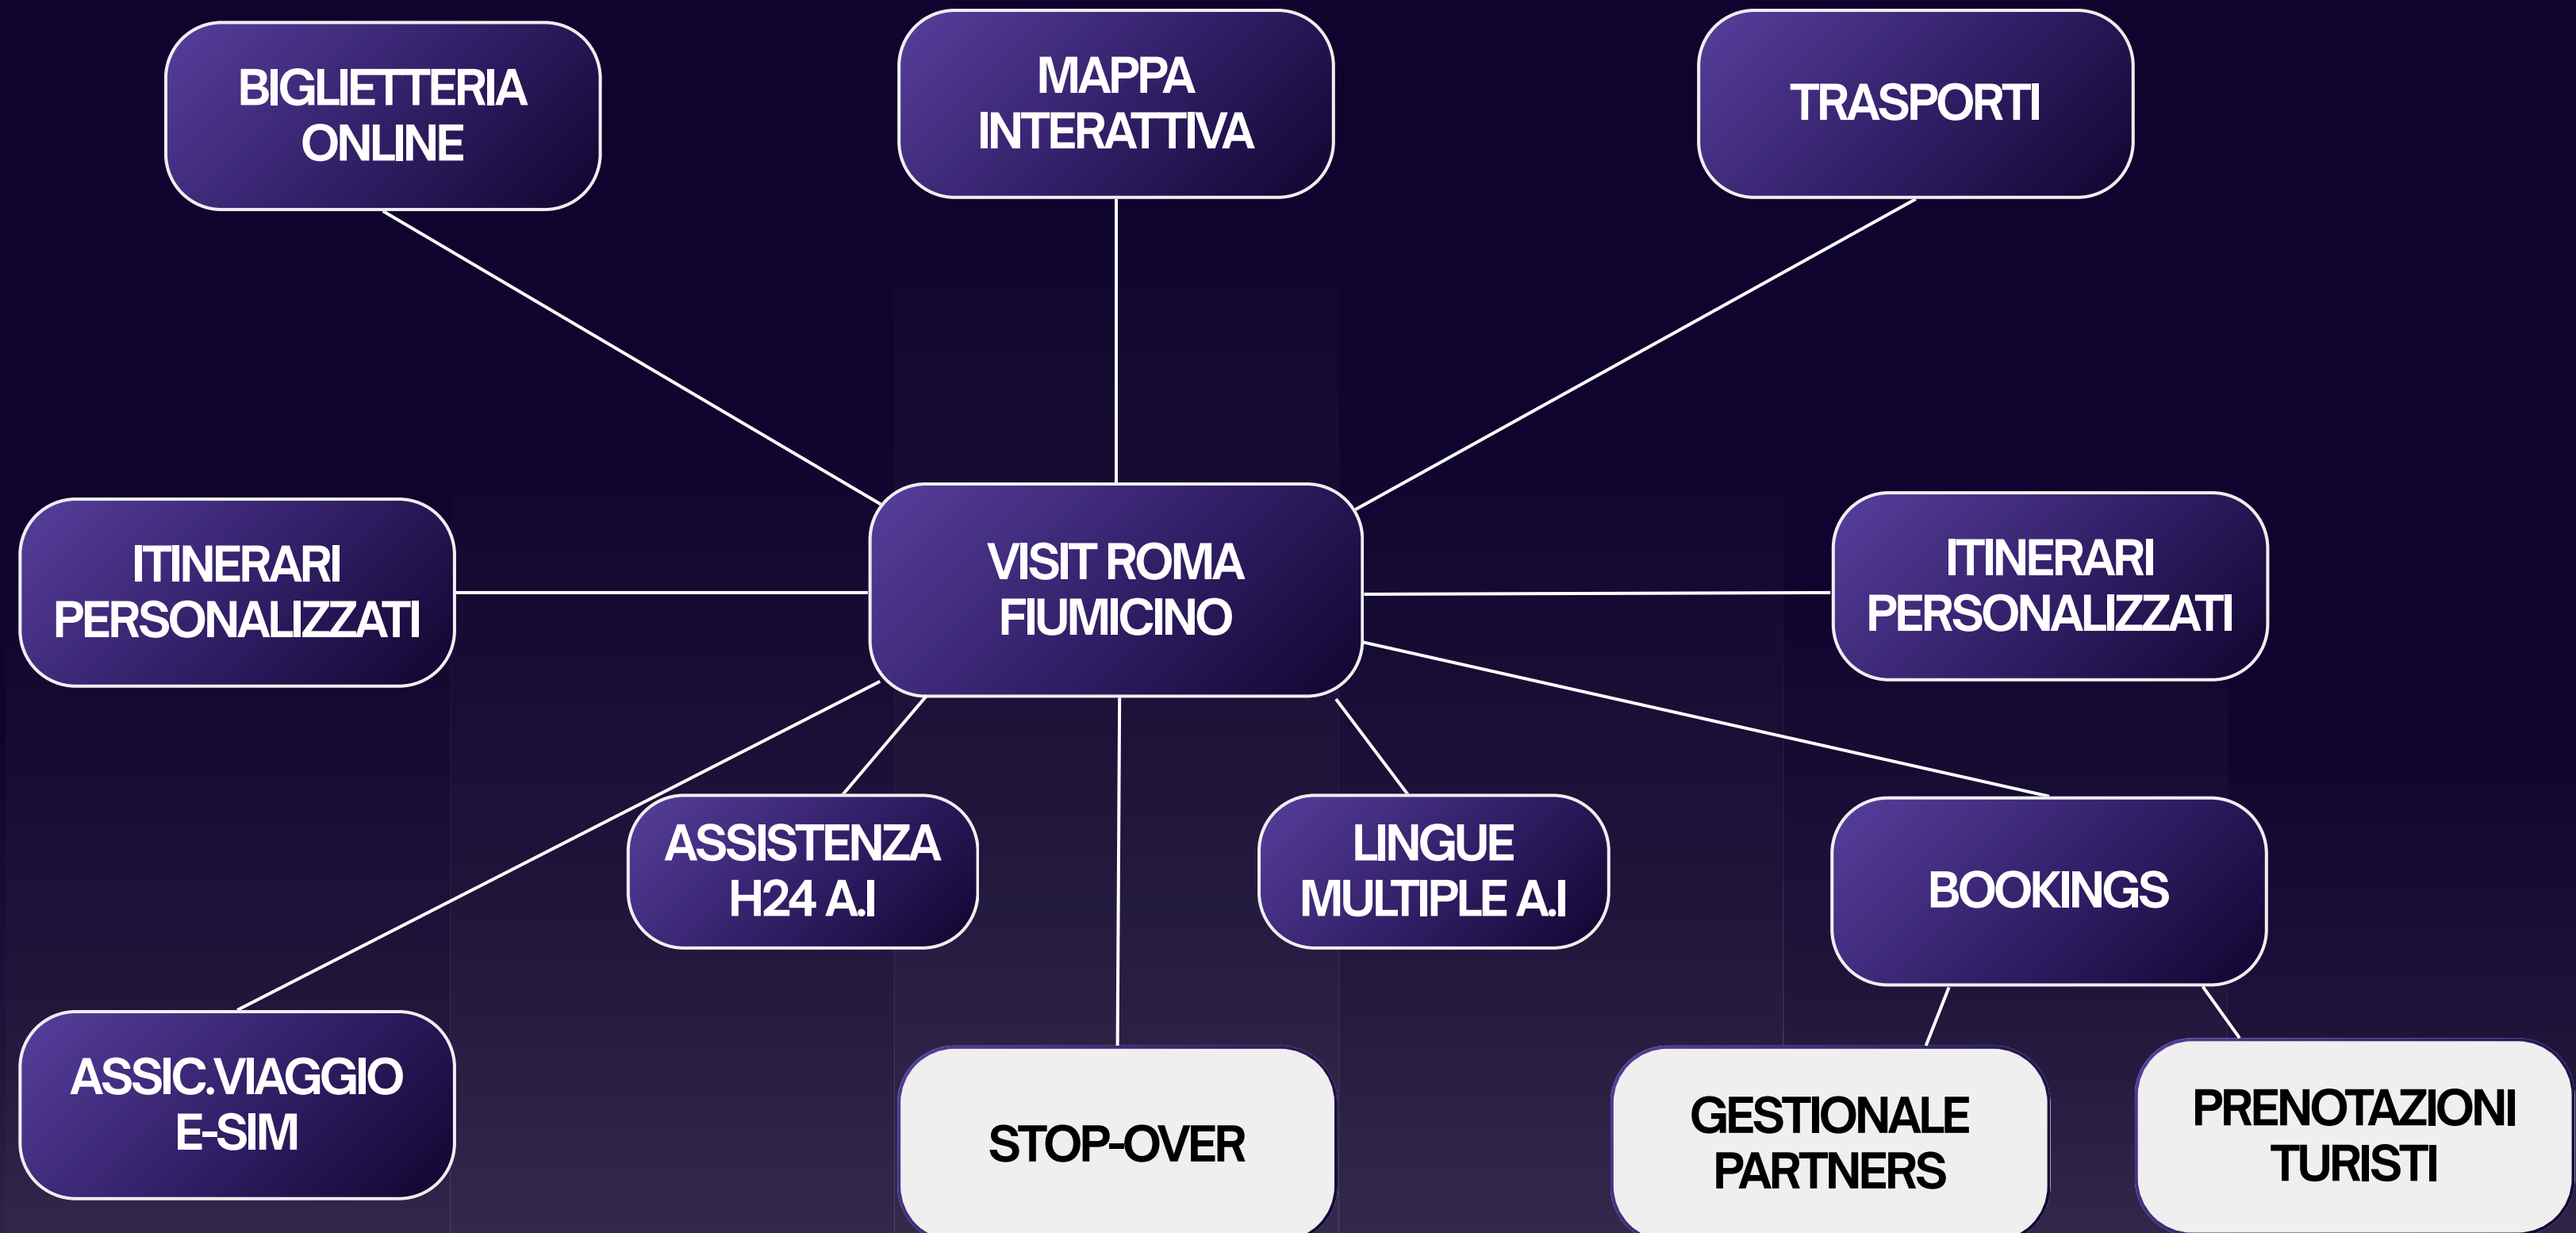 BIGLIETTERIA
ONLINE
MAPPA
INTERATTIVA
TRASPORTI
ITINERARI
PERSONALIZZATI
VISIT ROMA
FIUMICINO
ITINERARI
PERSONALIZZATI
ASSISTENZA
H24 A.I
LINGUE
MULTIPLE A.I
BOOKINGS
ASSIC.VIAGGIO
E-SIM
STOP-OVER
GESTIONALE
PARTNERS
PRENOTAZIONI
TURISTI